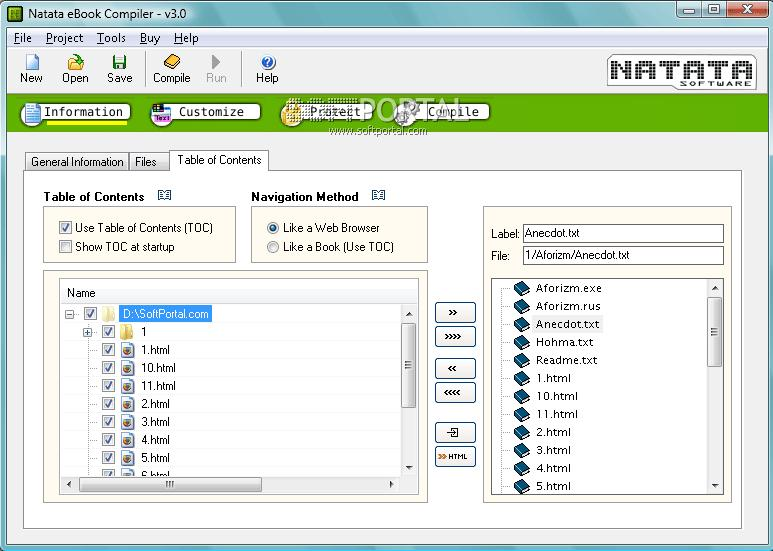 Natata eBook Compiler - v3.0
File Project Tools Buy Help
New Open Save Compile Run Help
NATATA
SOFTWARE
Information Customize Protect Compile
PORTAL
www.softportal.com
General Information Files Table of Contents
Table of Contents Navigation Method
Use Table of Contents (TOC) Like a Web Browser
Show TOC at startup Like a Book (Use TOC)
Label: Anecdot.txt
File: 1/Aforizm/Anecdot.txt
Name
D:\SoftPortal.com
1
1.html
10.html
11.html
2.html
3.html
4.html
5.html
6.html
>>
>>>>
<<
<<<<
>> HTML
Aforizm.exe
Aforizm.rus
Anecdot.txt
Hohma.txt
Readme.txt
1.html
10.html
11.html
2.html
3.html
4.html
5.html